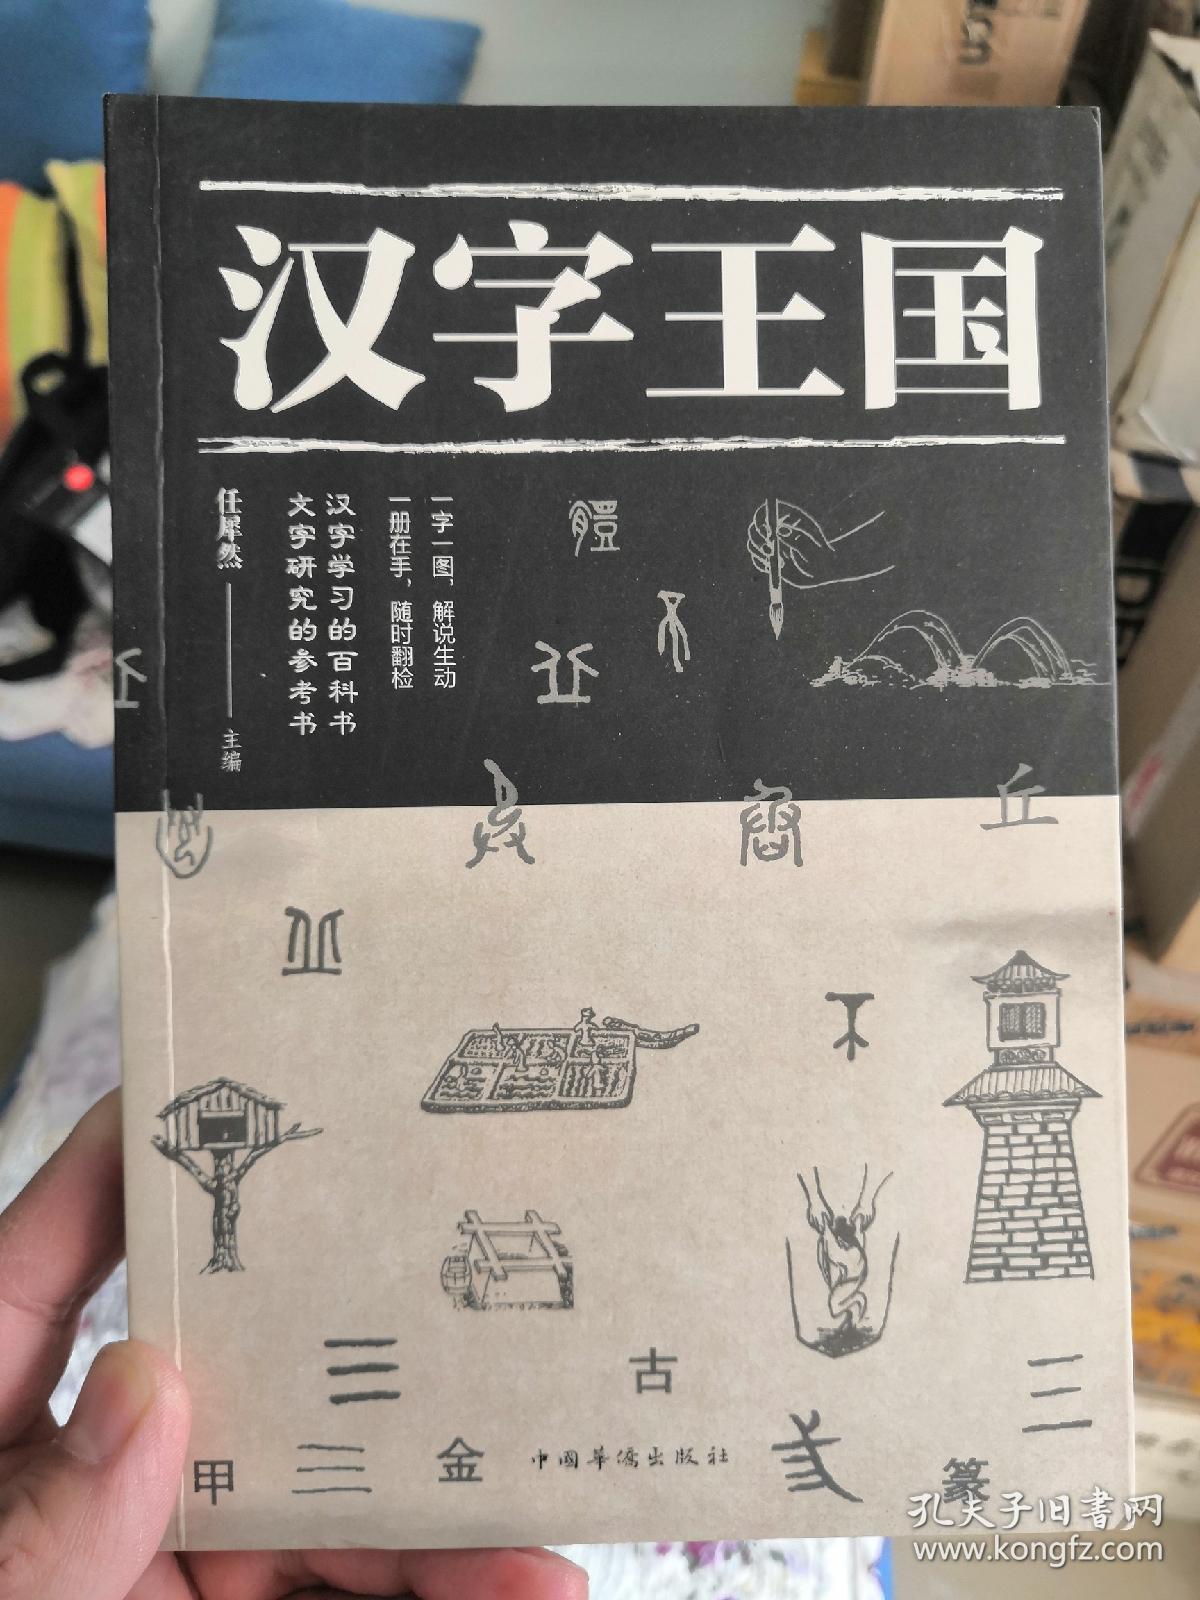 汉字王国
一字一图，解说生动
一册在手，随时翻检
汉字学习的百科书
文字研究的参考书
任犀然 主编
丘
古
甲
金
中国华侨出版社
篆
孔夫子旧书网
www.kongfz.com